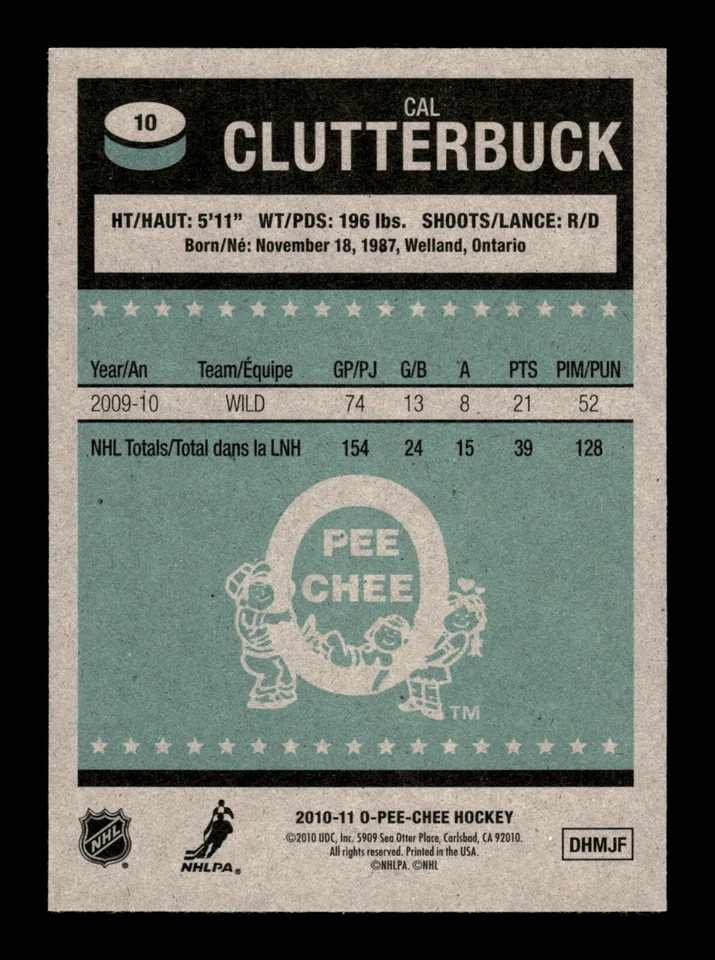 10
CAL
CLUTTERBUCK
HT/HAUT: 5'11" WT/PDS: 196 lbs. SHOOTS/LANCE: R/D
Born/Né: November 18, 1987, Welland, Ontario
Year/An Team/Équipe GP/PJ G/B A PTS PIM/PUN
2009-10 WILD 74 13 8 21 52
NHL Totals/Total dans la LNH 154 24 15 39 128
O
PEE
CHEE
TM
NHL
®
NHLPA®
2010-11 O-PEE-CHEE HOCKEY
©2010 UDC, Inc. 5909 Sea Otter Place, Carlsbad, CA 92010.
All rights reserved. Printed in the USA.
©NHLPA. ©NHL
DHMJF